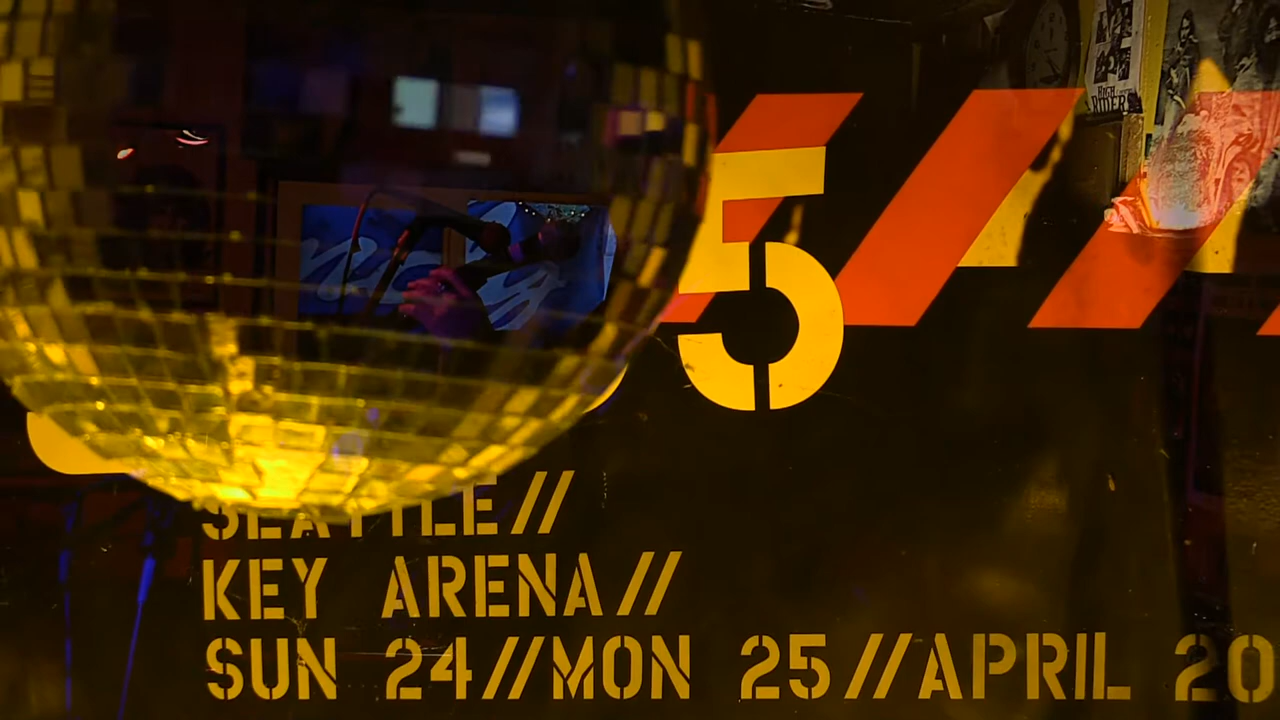 HIGH
RIDER
5//
SEATTLE//
KEY ARENA//
SUN 24//MON 25//APRIL 20